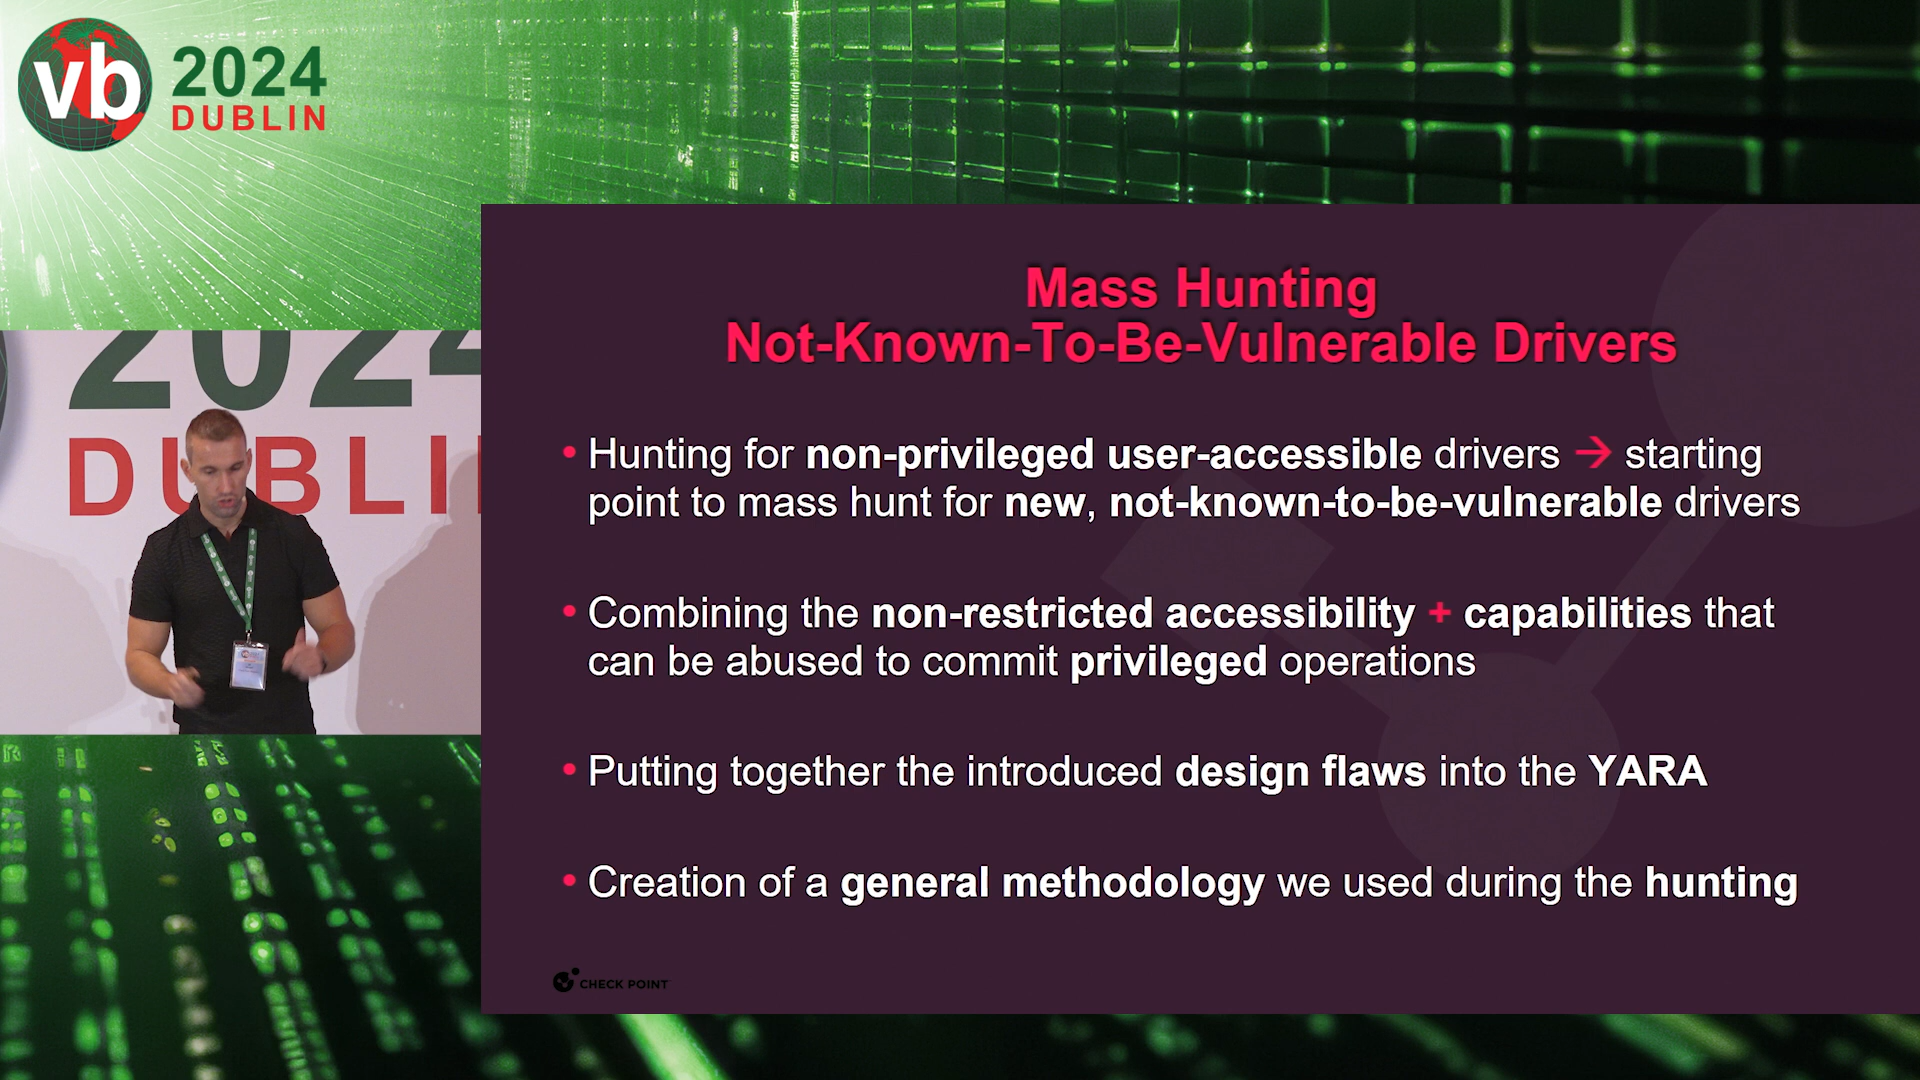 vb
2024
DUBLIN
2024
DUBLI
Mass Hunting
Not-Known-To-Be-Vulnerable Drivers
• Hunting for non-privileged user-accessible drivers → starting
point to mass hunt for new, not-known-to-be-vulnerable drivers
• Combining the non-restricted accessibility + capabilities that
can be abused to commit privileged operations
• Putting together the introduced design flaws into the YARA
• Creation of a general methodology we used during the hunting
CHECK POINT